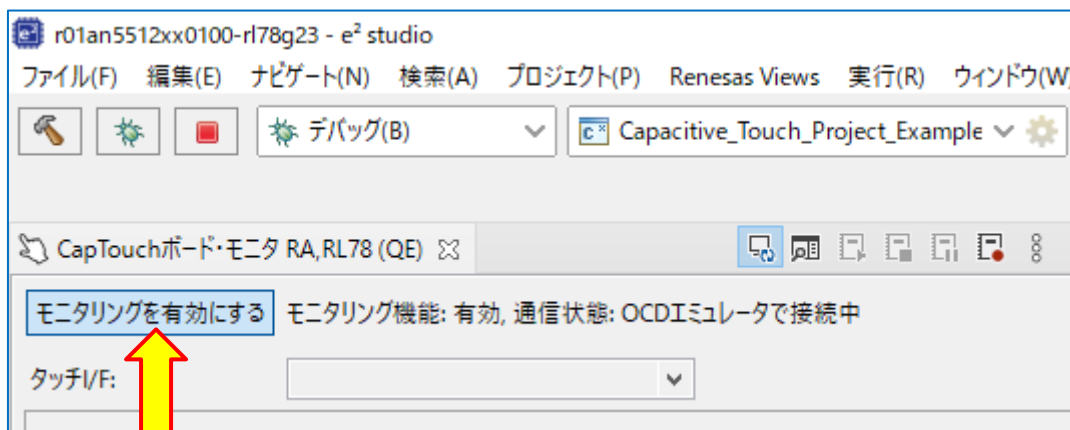 r01an5512xx0100-rl78g23 - e² studio
ファイル(F) 編集(E) ナビゲート(N) 検索(A) プロジェクト(P) Renesas Views 実行(R) ウィンドウ(W)
デバッグ(B) Capacitive_Touch_Project_Example
CapTouchボード・モニタ RA,RL78 (QE)
モニタリングを有効にする モニタリング機能: 有効, 通信状態: OCDエミュレータで接続中
タッチI/F: